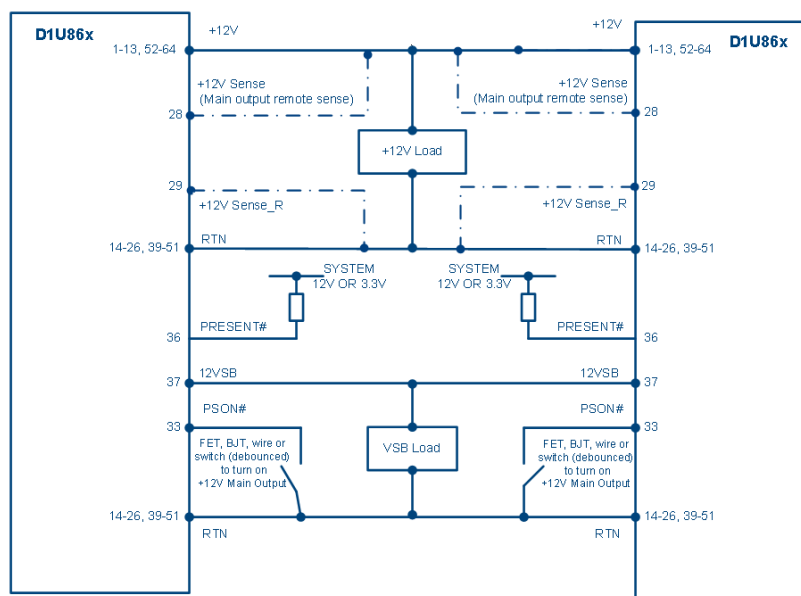 D1U86x
+12V
+12V
D1U86x
1-13, 52-64
1-13, 52-64
+12V Sense
(Main output remote sense)
+12V Sense
(Main output remote sense)
28
28
+12V Load
29
29
+12V Sense_R
+12V Sense_R
RTN
RTN
14-26, 39-51
14-26, 39-51
SYSTEM
12V OR 3.3V
SYSTEM
12V OR 3.3V
PRESENT#
PRESENT#
36
36
12VSB
12VSB
37
37
PSON#
PSON#
33
33
FET, BJT, wire or
switch (debounced)
to turn on
+12V Main Output
VSB Load
FET, BJT, wire or
switch (debounced)
to turn on
+12V Main Output
14-26, 39-51
14-26, 39-51
RTN
RTN